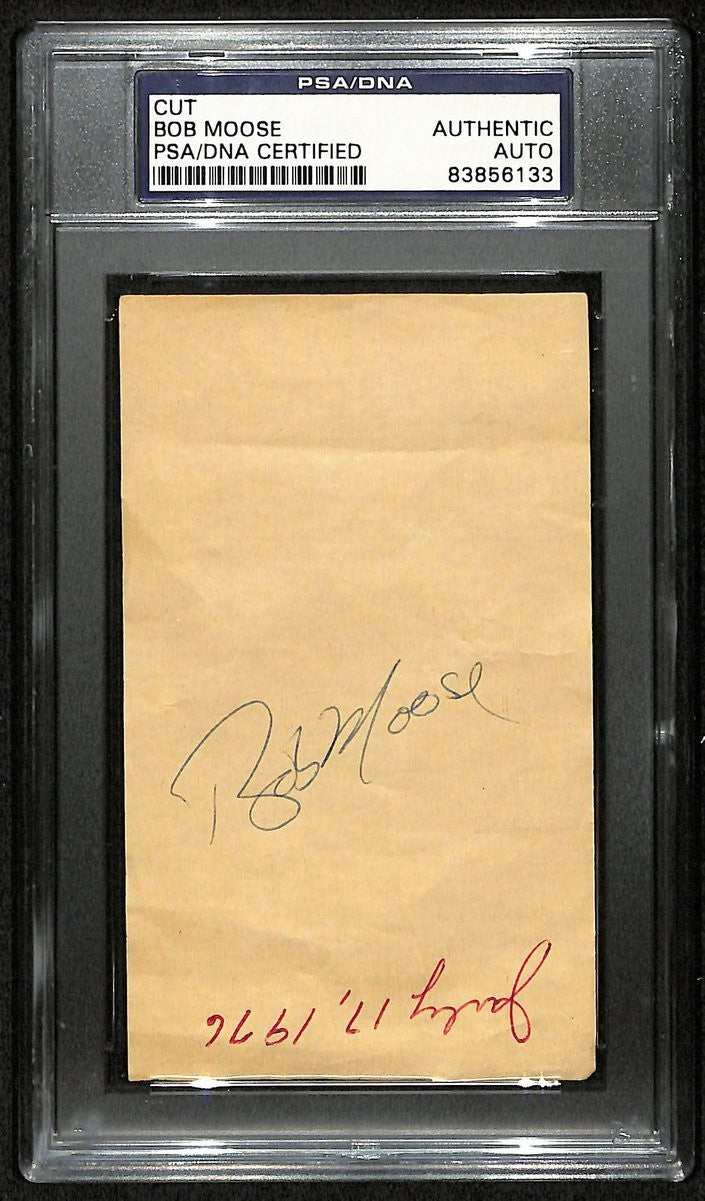 PSA/DNA
CUT
BOB MOOSE
PSA/DNA CERTIFIED
AUTHENTIC
AUTO
83856133
Bob Moose
July 17, 1976